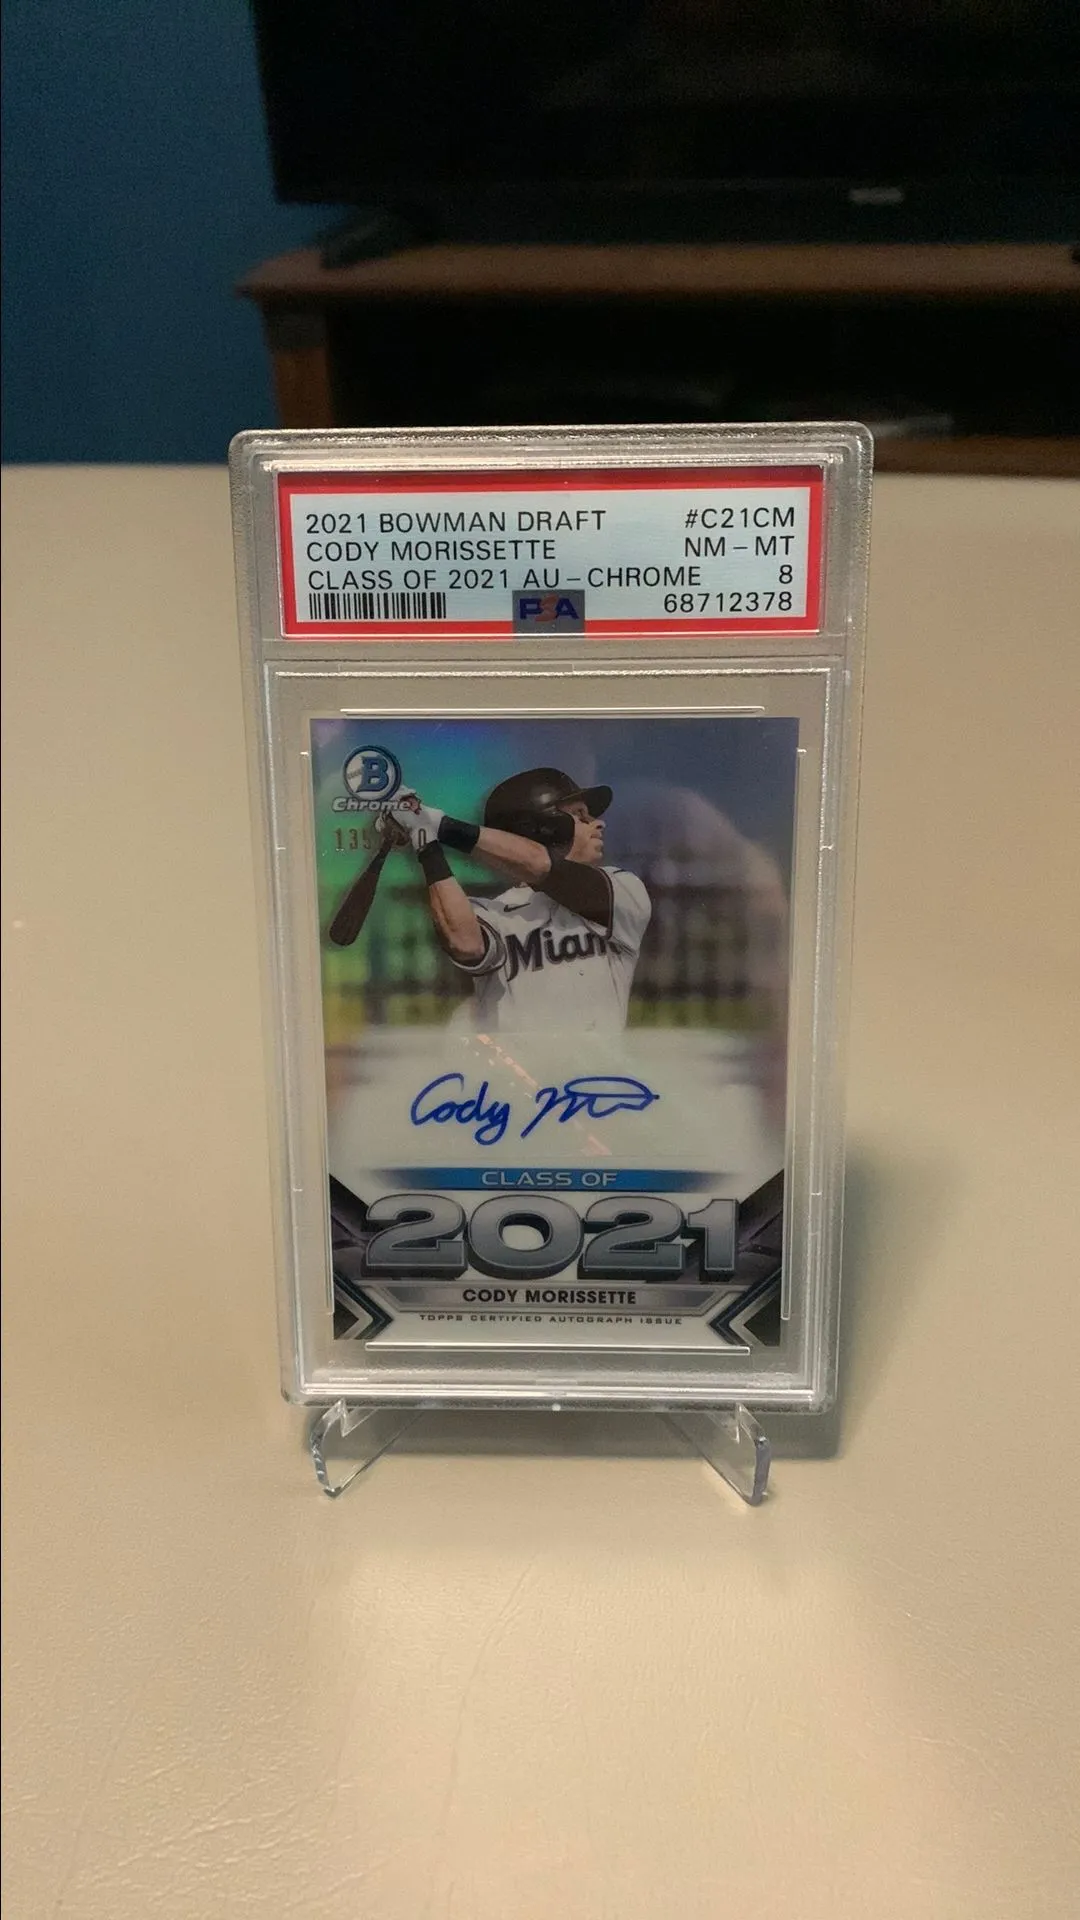 2021 BOWMAN DRAFT #C21CM
CODY MORISSETTE NM - MT
CLASS OF 2021 AU - CHROME 8
PSA 68712378
B
Chrome
Miami
Cody
CLASS OF
2021
CODY MORISSETTE
TOPPS CERTIFIED AUTOGRAPH ISSUE